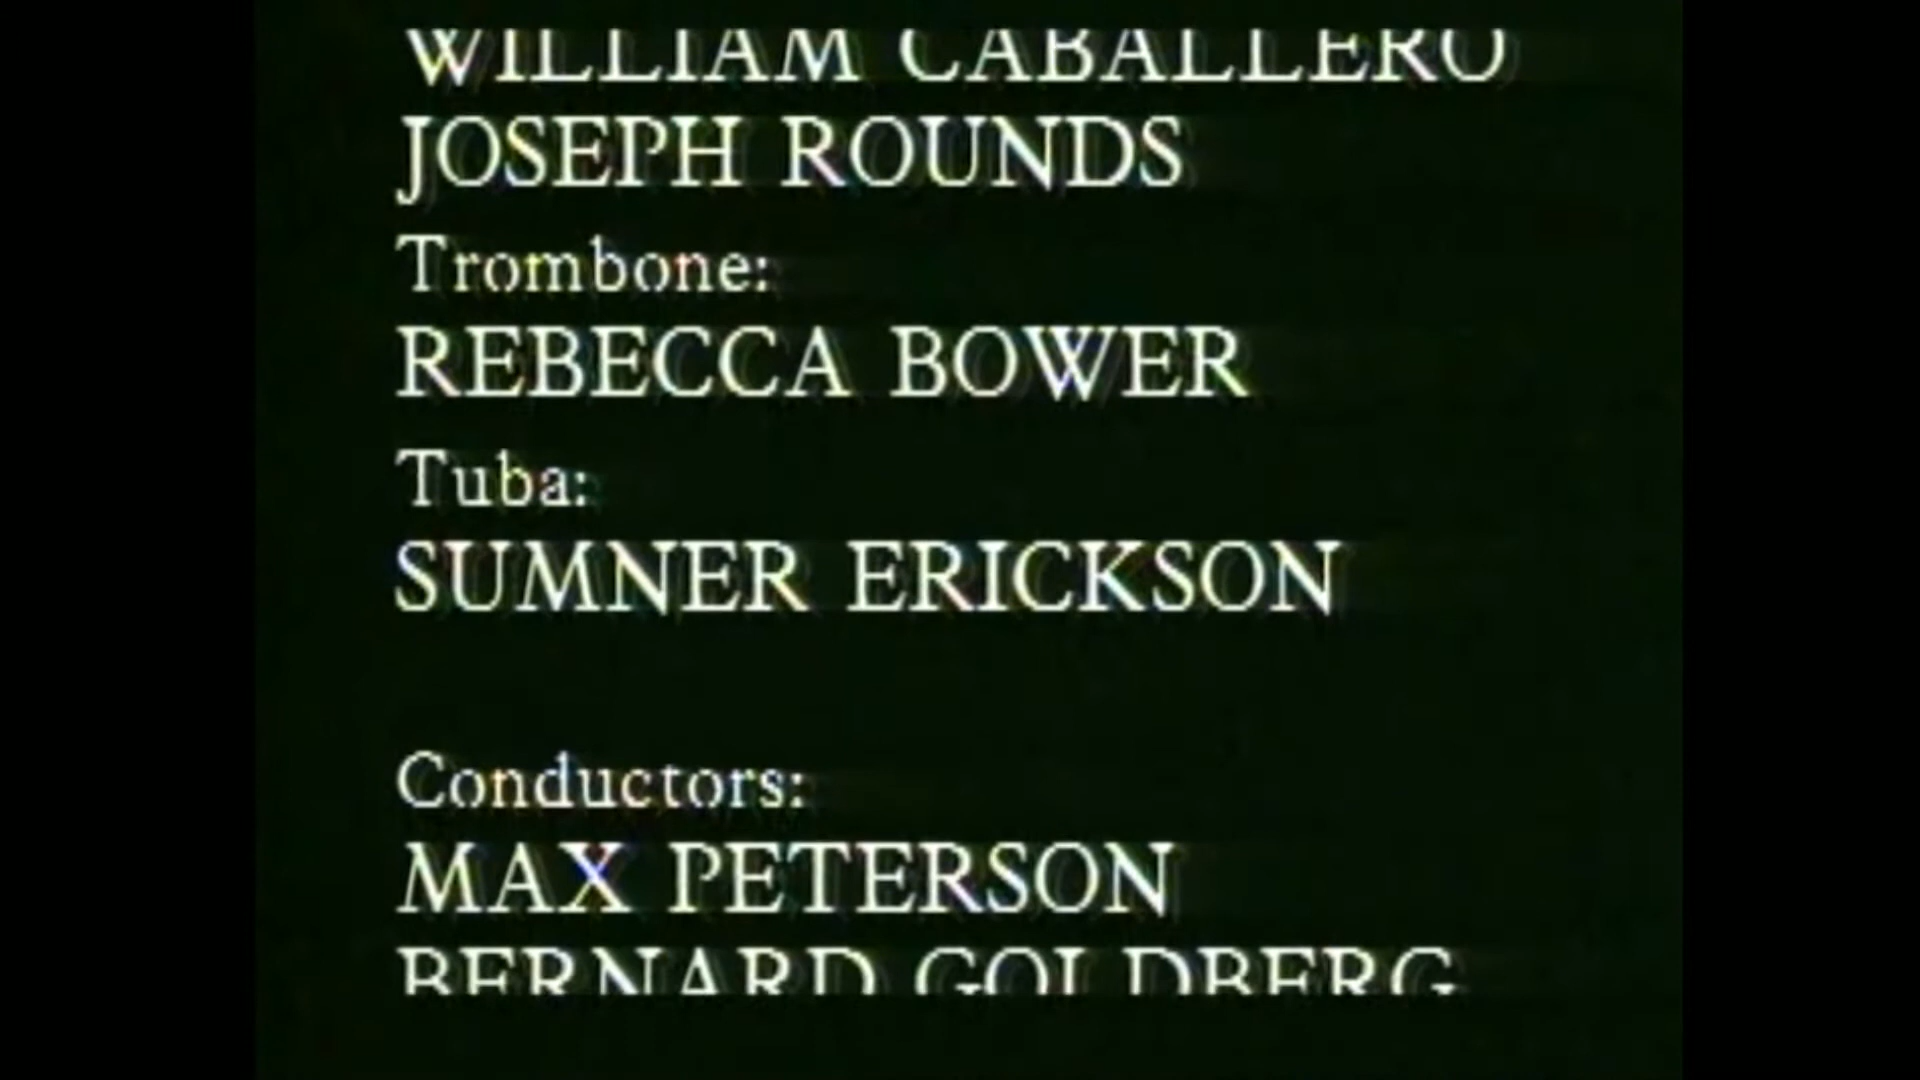 WILLIAM CABALLERO
JOSEPH ROUNDS
Trombone:
REBECCA BOWER
Tuba:
SUMNER ERICKSON
Conductors:
MAX PETERSON
BERNARD GOLDBERG